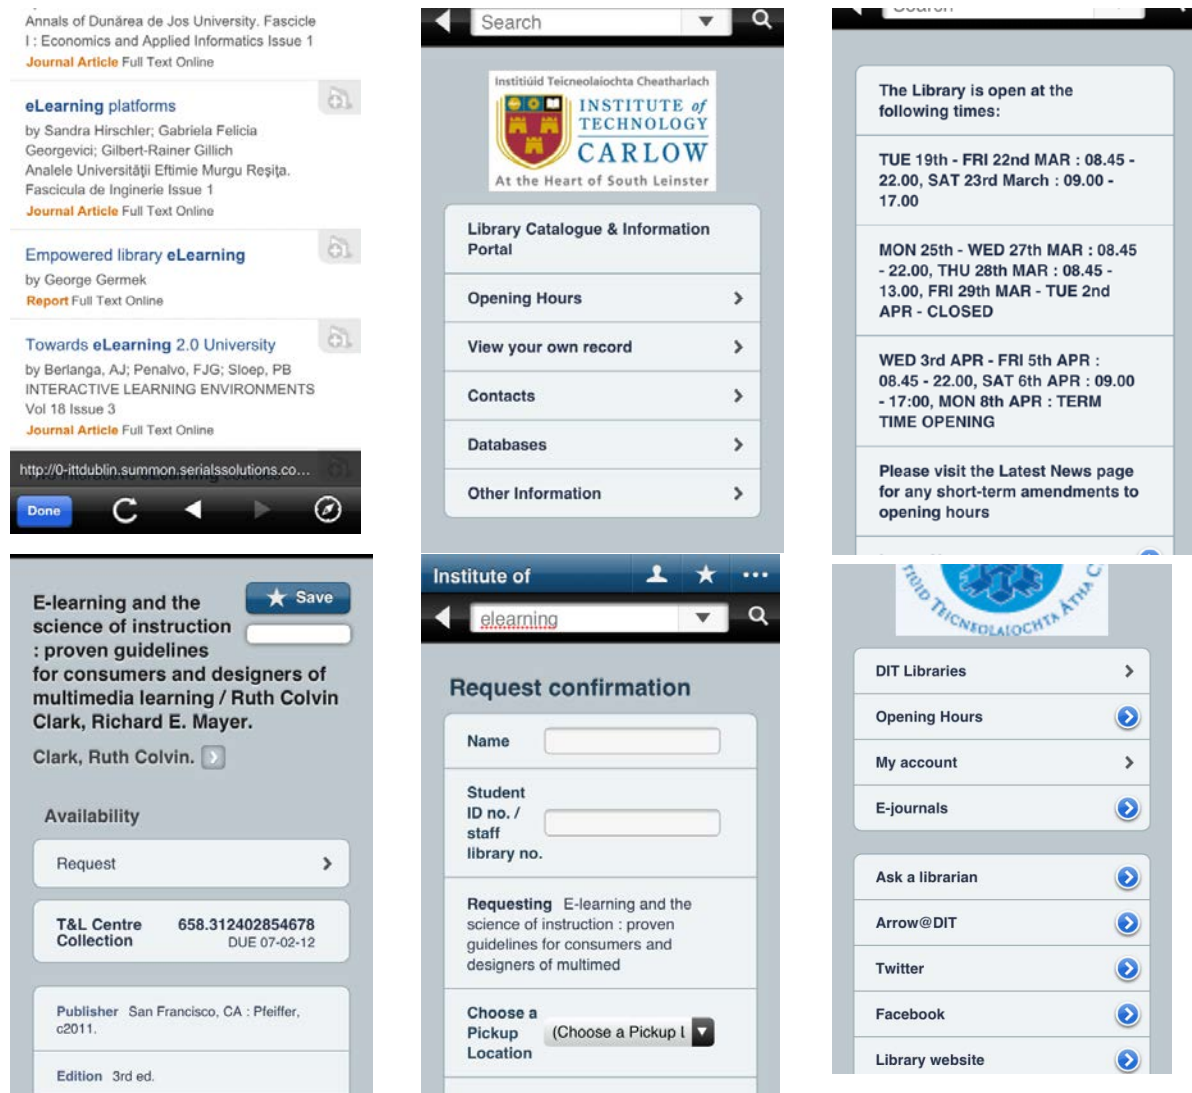 Annals of Dunărea de Jos University. Fascicle
I : Economics and Applied Informatics Issue 1
Journal Article Full Text Online
eLearning platforms
by Sandra Hirschler; Gabriela Felicia
Georgevici; Gilbert-Rainer Gillich
Analele Universității Eftimie Murgu Reșița.
Fascicula de Inginerie Issue 1
Journal Article Full Text Online
Empowered library eLearning
by George Germek
Report Full Text Online
Towards eLearning 2.0 University
by Berlanga, AJ; Penalvo, FJG; Sloep, PB
INTERACTIVE LEARNING ENVIRONMENTS
Vol 18 Issue 3
Journal Article Full Text Online
http://0-ittdublin.summon.serialssolutions.co...
Done
Search
Institiúid Teicneolaíochta Cheatharlach
INSTITUTE of
TECHNOLOGY
CARLOW
At the Heart of South Leinster
Library Catalogue & Information
Portal
Opening Hours
View your own record
Contacts
Databases
Other Information
Search
The Library is open at the
following times:
TUE 19th - FRI 22nd MAR : 08.45 -
22.00, SAT 23rd March : 09.00 -
17.00
MON 25th - WED 27th MAR : 08.45
- 22.00, THU 28th MAR : 08.45 -
13.00, FRI 29th MAR - TUE 2nd
APR - CLOSED
WED 3rd APR - FRI 5th APR :
08.45 - 22.00, SAT 6th APR : 09.00
- 17:00, MON 8th APR : TERM
TIME OPENING
Please visit the Latest News page
for any short-term amendments to
opening hours
E-learning and the
science of instruction
: proven guidelines
for consumers and designers of
multimedia learning / Ruth Colvin
Clark, Richard E. Mayer.
Save
Clark, Ruth Colvin.
Availability
Request
T&L Centre 658.312402854678
Collection DUE 07-02-12
Publisher San Francisco, CA : Pfeiffer,
c2011.
Edition 3rd ed.
Institute of
elearning
Request confirmation
Name
Student
ID no. /
staff
library no.
Requesting E-learning and the
science of instruction : proven
guidelines for consumers and
designers of multimed
Choose a
Pickup (Choose a Pickup L
Location
TEICNEOLAIOCHTA ÁTHA C
DIT Libraries
Opening Hours
My account
E-journals
Ask a librarian
Arrow@DIT
Twitter
Facebook
Library website